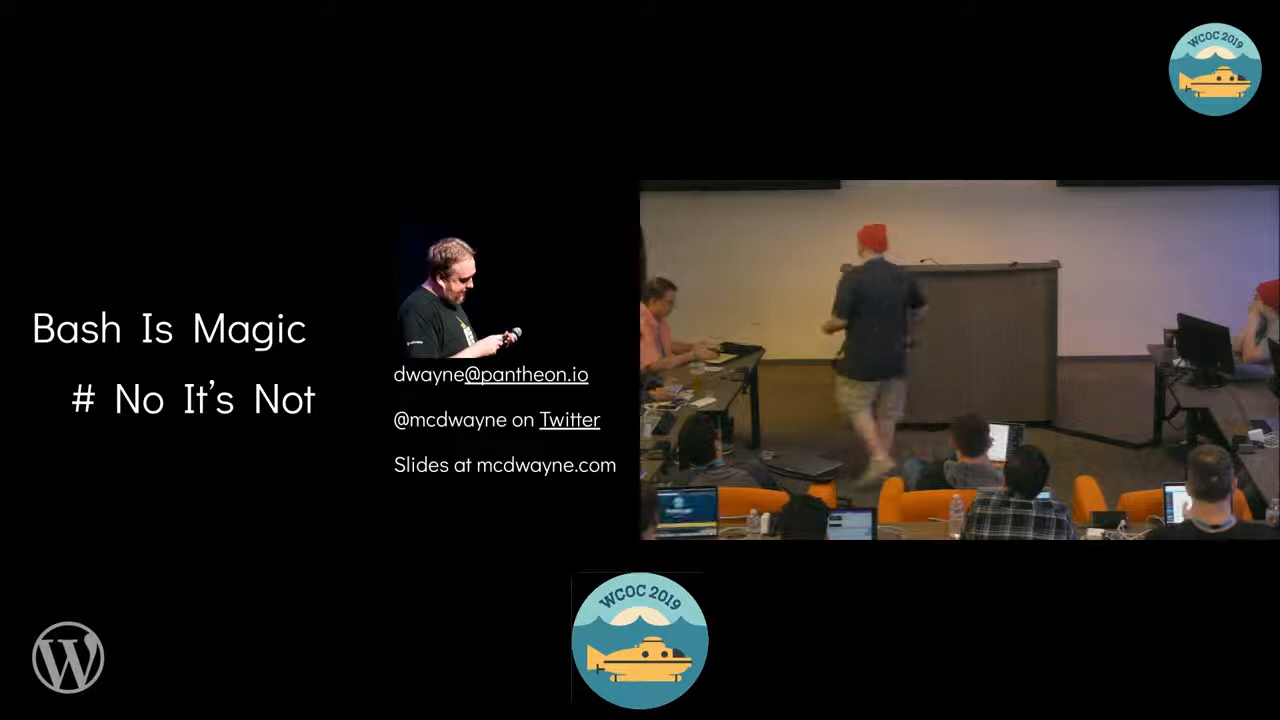 WCOC 2019
Bash Is Magic
# No It's Not
dwayne@pantheon.io
@mcdwayne on Twitter
Slides at mcdwayne.com
WCOC 2019